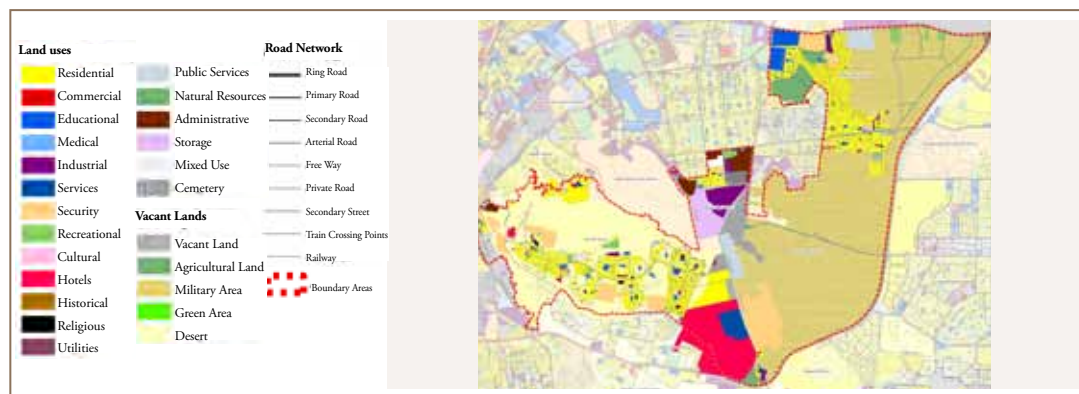 Land uses
Residential
Commercial
Educational
Medical
Industrial
Services
Security
Recreational
Cultural
Hotels
Historical
Religious
Utilities
Public Services
Natural Resources
Administrative
Storage
Mixed Use
Cemetery
Vacant Lands
Vacant Land
Agricultural Land
Military Area
Green Area
Desert
Road Network
Ring Road
Primary Road
Secondary Road
Arterial Road
Free Way
Private Road
Secondary Street
Train Crossing Points
Railway
Boundary Areas